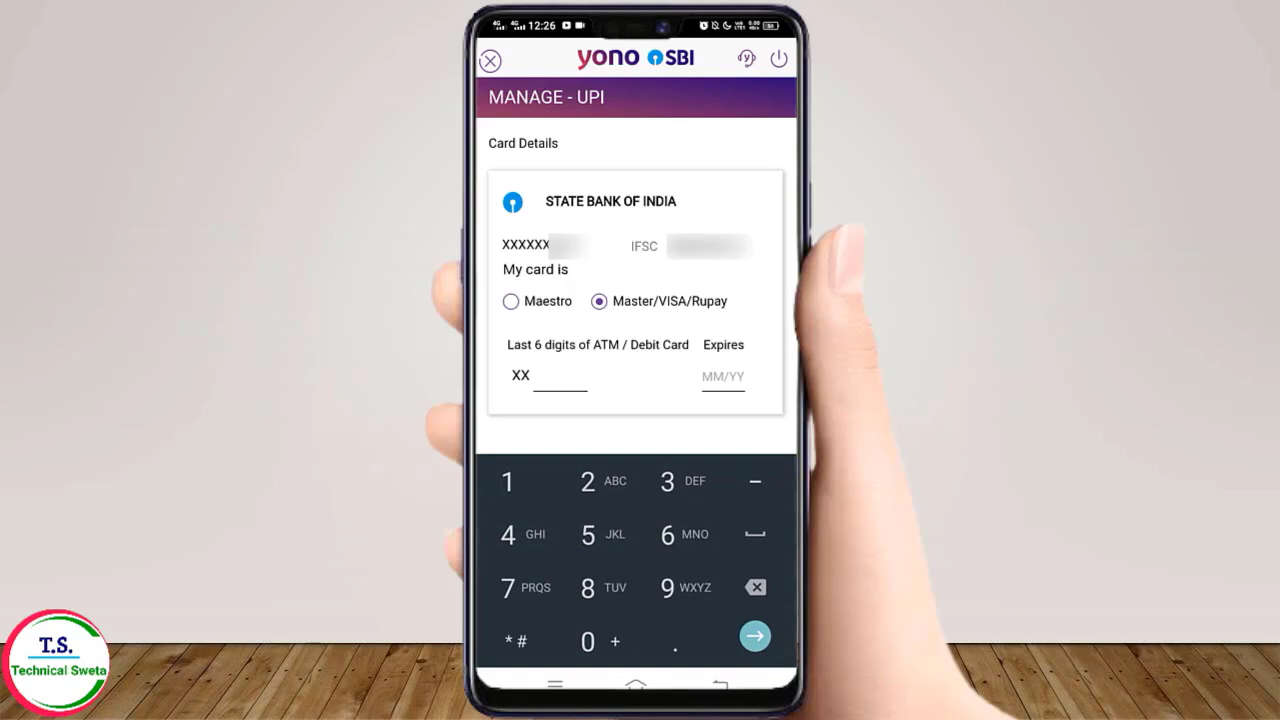 12:26
yono SBI
MANAGE - UPI
Card Details
STATE BANK OF INDIA
XXXXXX IFSC
My card is
Maestro Master/VISA/Rupay
Last 6 digits of ATM / Debit Card Expires
XX MM/YY
1 2 ABC 3 DEF -
4 GHI 5 JKL 6 MNO
7 PRQS 8 TUV 9 WXYZ
* # 0 + .
T.S.
Technical Sweta